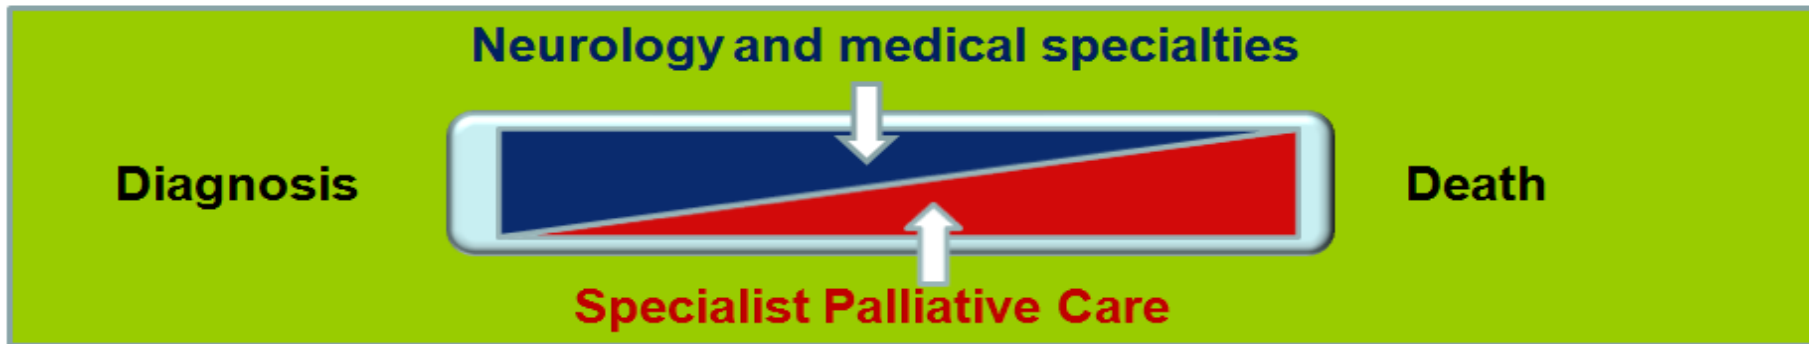 Neurology and medical specialties
Diagnosis
Death
Specialist Palliative Care